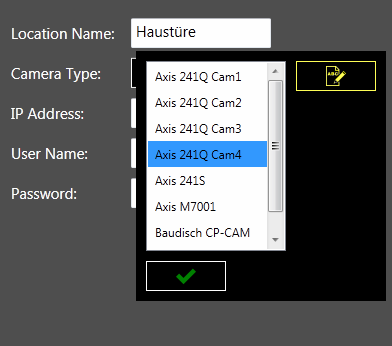 Location Name: Haustüre
Camera Type:
Axis 241Q Cam1
ABC
Axis 241Q Cam2
IP Address:
Axis 241Q Cam3
User Name:
Axis 241Q Cam4
Axis 241S
Password:
Axis M7001
Baudisch CP-CAM